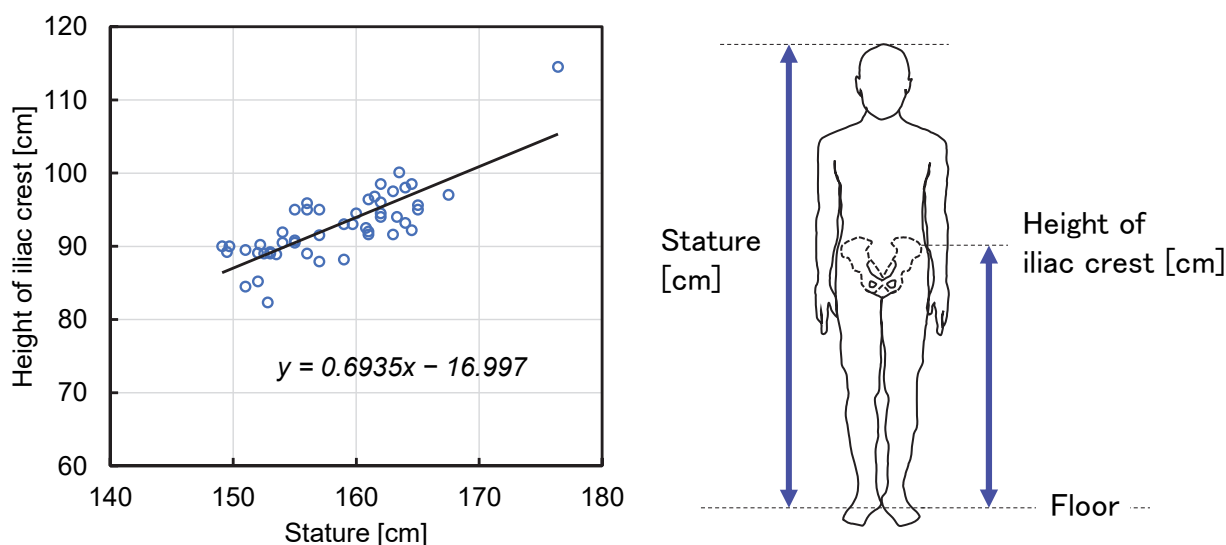 120
110
100
90
80
70
60
Height of iliac crest [cm]
y = 0.6935x − 16.997
140 150 160 170 180
Stature [cm]
Stature
[cm]
Height of
iliac crest [cm]
Floor